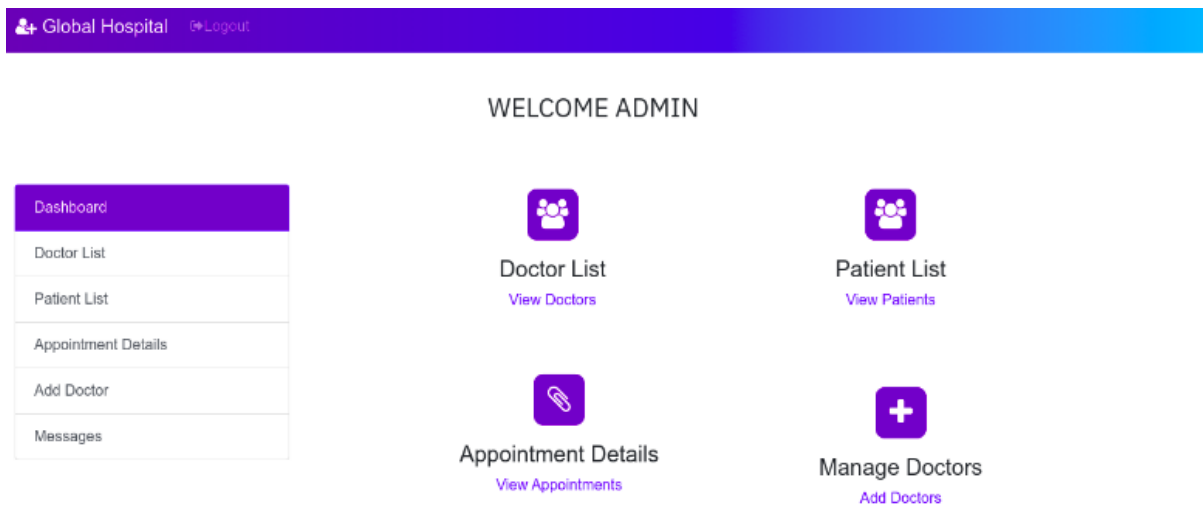 Global Hospital Logout
WELCOME ADMIN
Dashboard
Doctor List
Patient List
Appointment Details
Add Doctor
Messages
Doctor List
View Doctors
Patient List
View Patients
Appointment Details
View Appointments
Manage Doctors
Add Doctors